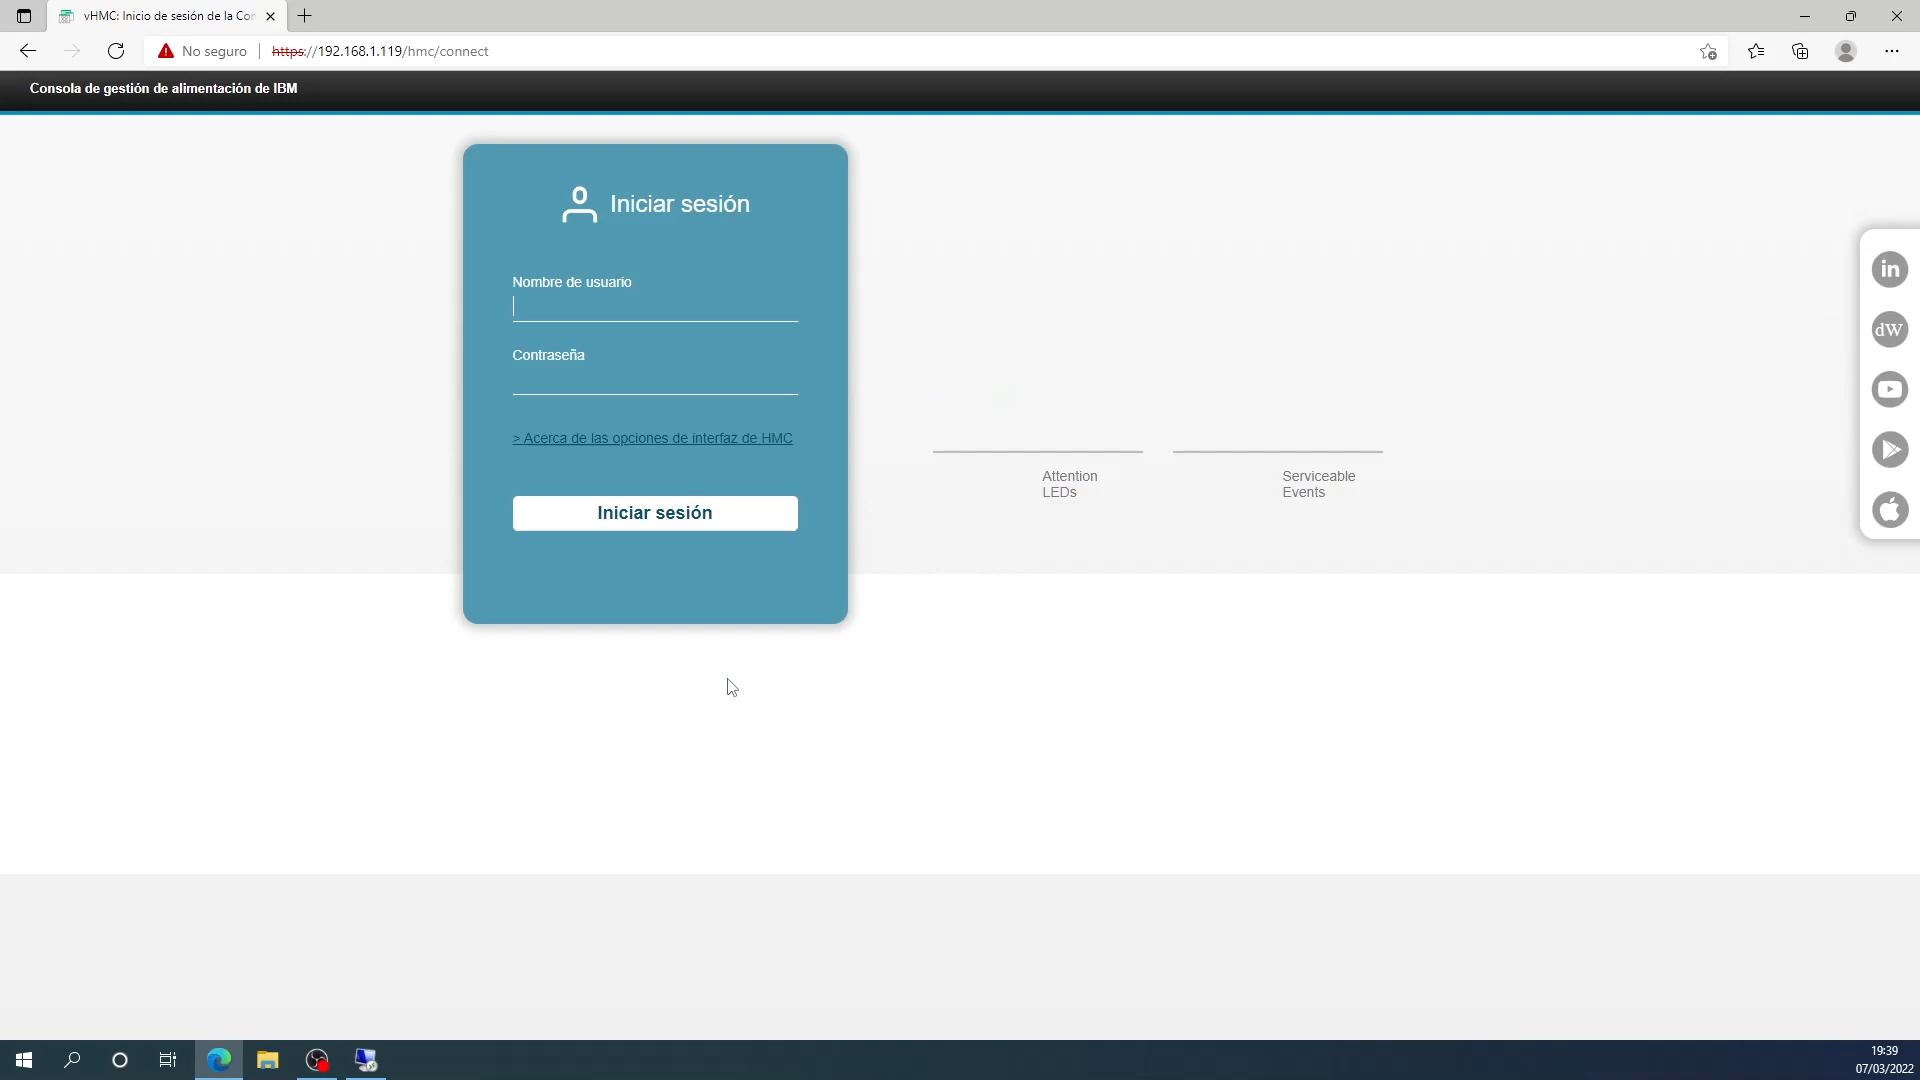 vHMC: Inicio de sesión de la Con
No seguro
https://192.168.1.119/hmc/connect
Consola de gestión de alimentación de IBM
Iniciar sesión
Nombre de usuario
Contraseña
> Acerca de las opciones de interfaz de HMC
Iniciar sesión
Attention
LEDs
Serviceable
Events
in
dW
19:39
07/03/2022